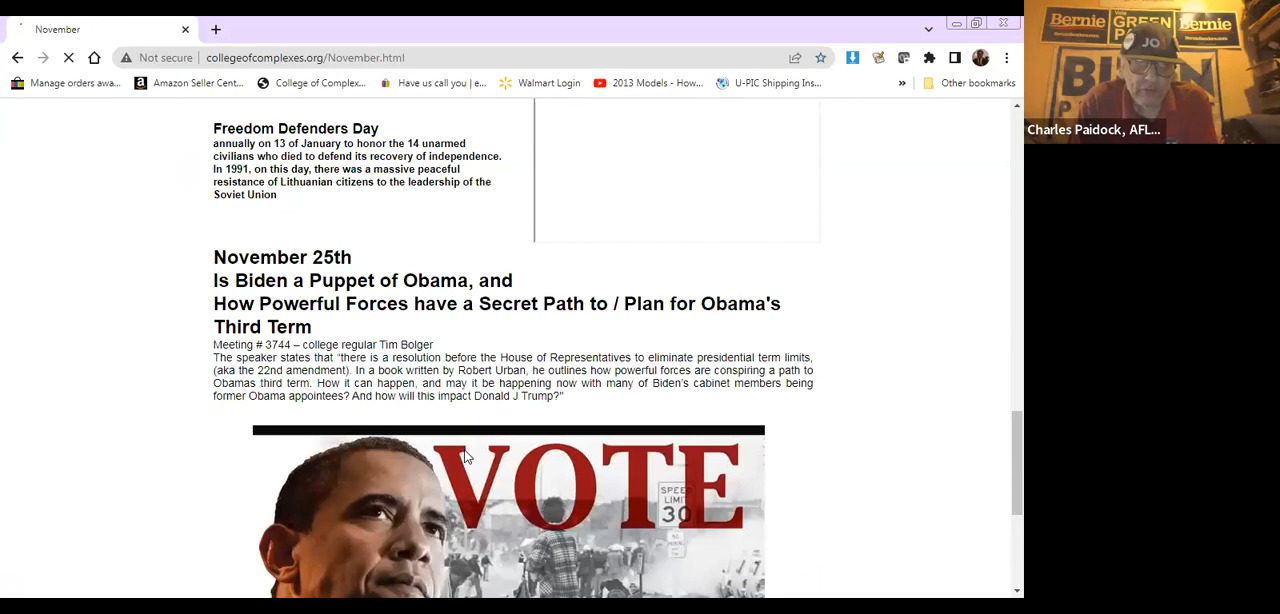 November
Not secure
collegeofcomplexes.org/November.html
Manage orders awa...
Amazon Seller Cent...
College of Complex...
Have us call you | e...
Walmart Login
2013 Models - How...
U-PIC Shipping Ins...
»
Other bookmarks
Freedom Defenders Day
annually on 13 of January to honor the 14 unarmed
civilians who died to defend its recovery of independence.
In 1991, on this day, there was a massive peaceful
resistance of Lithuanian citizens to the leadership of the
Soviet Union
November 25th
Is Biden a Puppet of Obama, and
How Powerful Forces have a Secret Path to / Plan for Obama's
Third Term
Meeting # 3744 – college regular Tim Bolger
The speaker states that “there is a resolution before the House of Representatives to eliminate presidential term limits,
(aka the 22nd amendment). In a book written by Robert Urban, he outlines how powerful forces are conspiring a path to
Obamas third term. How it can happen, and may it be happening now with many of Biden's cabinet members being
former Obama appointees? And how will this impact Donald J Trump?"
VOTE
SPEED
LIMIT
30
Bernie
Vote
GREEN
Bernie
JO
Charles Paidock, AFL...